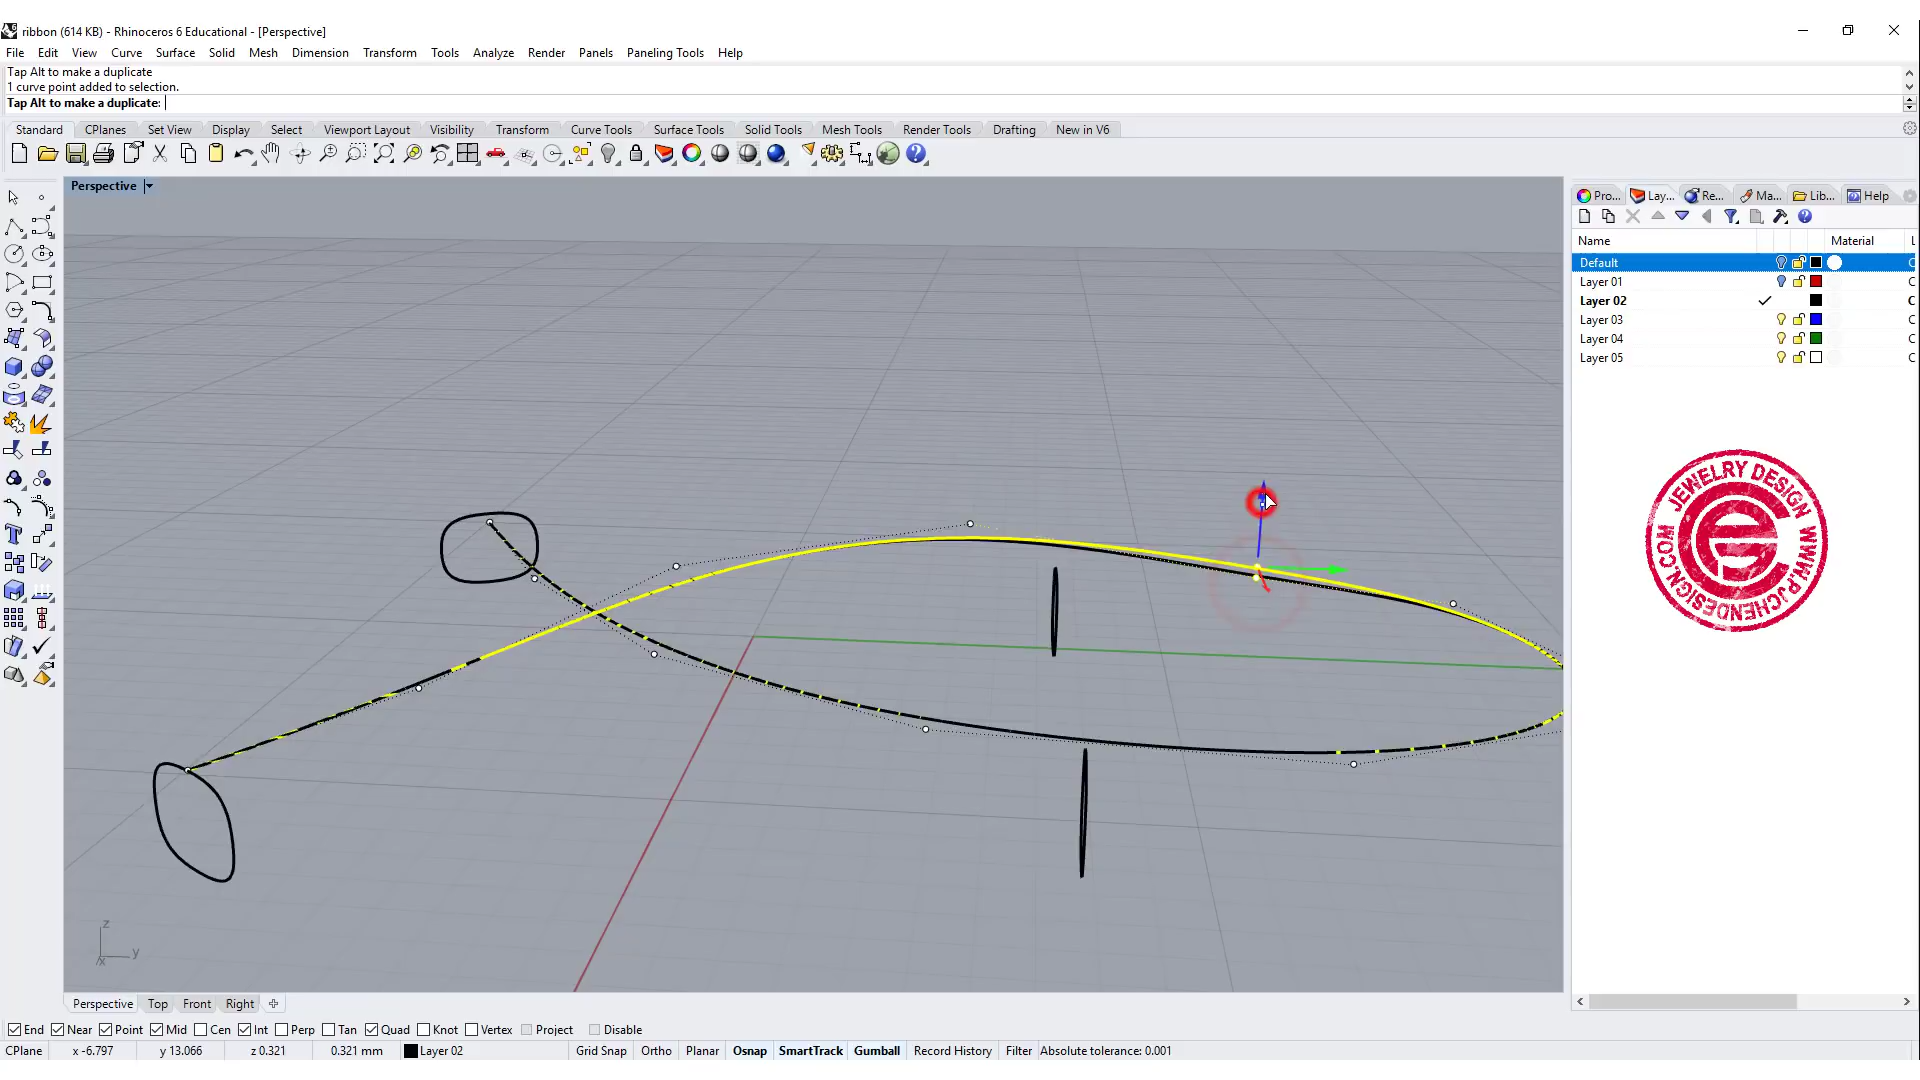 ribbon (614 KB) - Rhinoceros 6 Educational - [Perspective]
File Edit View Curve Surface Solid Mesh Dimension Transform Tools Analyze Render Panels Paneling Tools Help
Tap Alt to make a duplicate
1 curve point added to selection.
Tap Alt to make a duplicate:
Standard CPlanes Set View Display Select Viewport Layout Visibility Transform Curve Tools Surface Tools Solid Tools Mesh Tools Render Tools Drafting New in V6
Perspective
Pro... Lay... Re... Ma... Lib... Help
Name Material L
Default C
Layer 01 C
Layer 02 C
Layer 03 C
Layer 04 C
Layer 05 C
JEWELRY DESIGN
WWW.PJCHENDESIGN.COM
z
y
x
Perspective Top Front Right
End Near Point Mid Cen Int Perp Tan Quad Knot Vertex Project Disable
CPlane x -6.797 y 13.066 z 0.321 0.321 mm Layer 02 Grid Snap Ortho Planar Osnap SmartTrack Gumball Record History Filter Absolute tolerance: 0.001